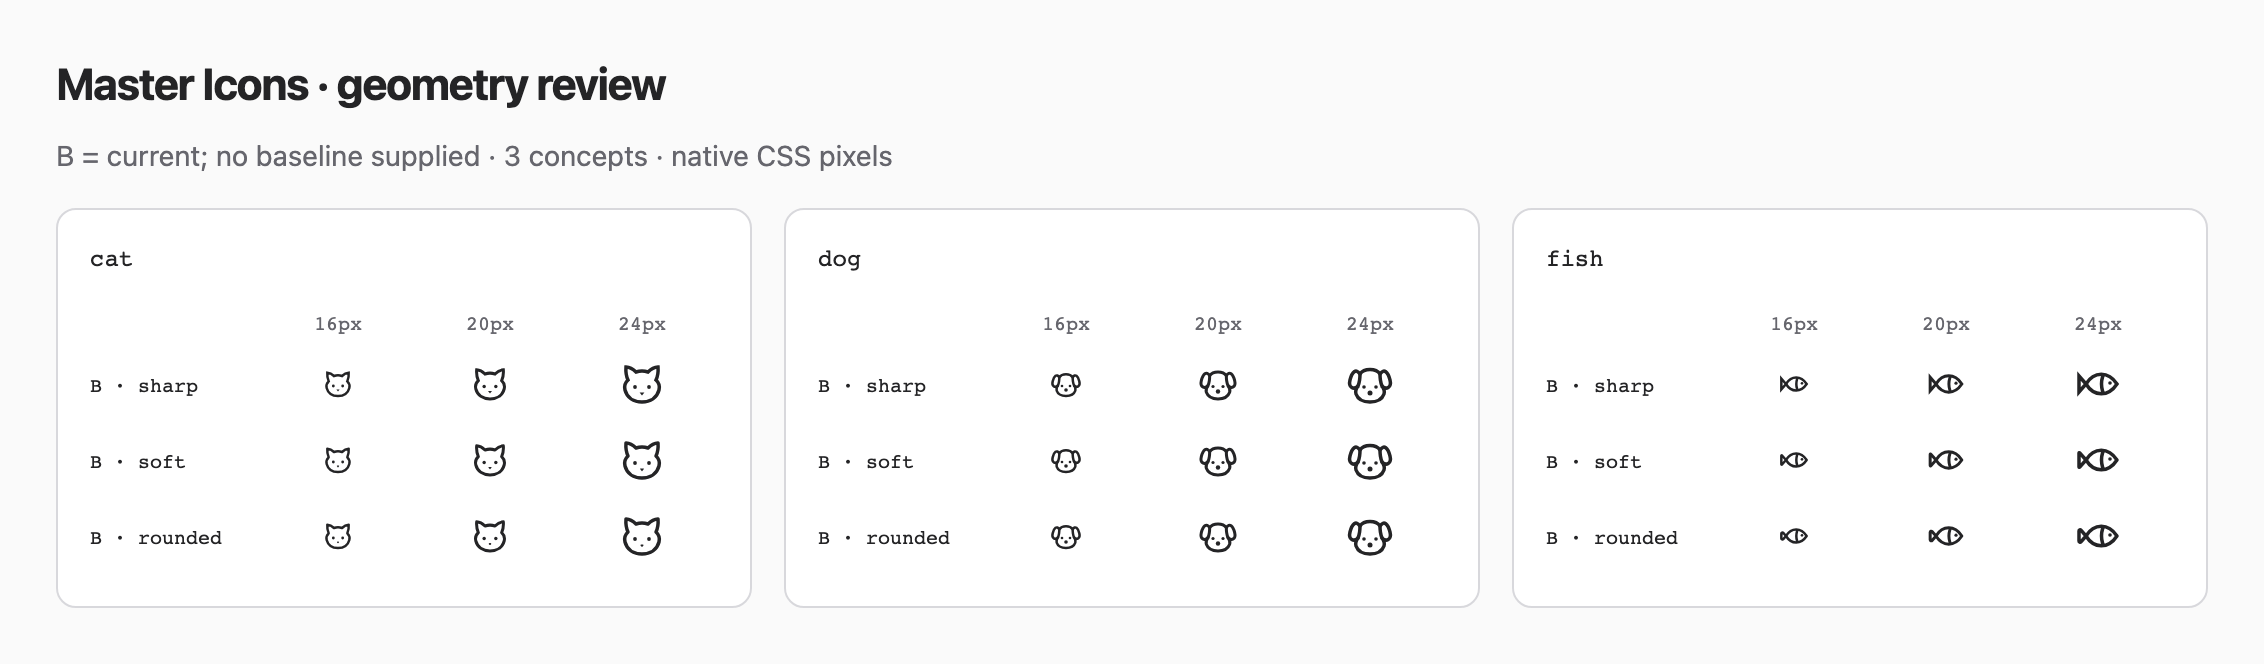 Master Icons · geometry review
B = current; no baseline supplied · 3 concepts · native CSS pixels
cat
16px 20px 24px
B · sharp
B · soft
B · rounded
dog
16px 20px 24px
B · sharp
B · soft
B · rounded
fish
16px 20px 24px
B · sharp
B · soft
B · rounded